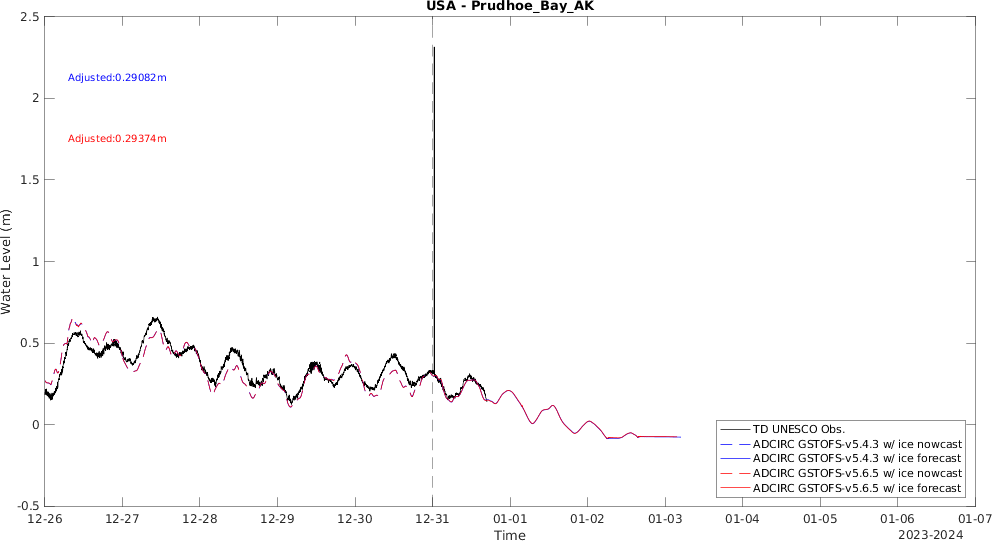 USA - Prudhoe_Bay_AK
2.5
2
1.5
1
0.5
0
-0.5
Water Level (m)
Adjusted:0.29082m
Adjusted:0.29374m
TD UNESCO Obs.
ADCIRC GSTOFS-v5.4.3 w/ ice nowcast
ADCIRC GSTOFS-v5.4.3 w/ ice forecast
ADCIRC GSTOFS-v5.6.5 w/ ice nowcast
ADCIRC GSTOFS-v5.6.5 w/ ice forecast
12-26 12-27 12-28 12-29 12-30 12-31 01-01 01-02 01-03 01-04 01-05 01-06 01-07
Time
2023-2024